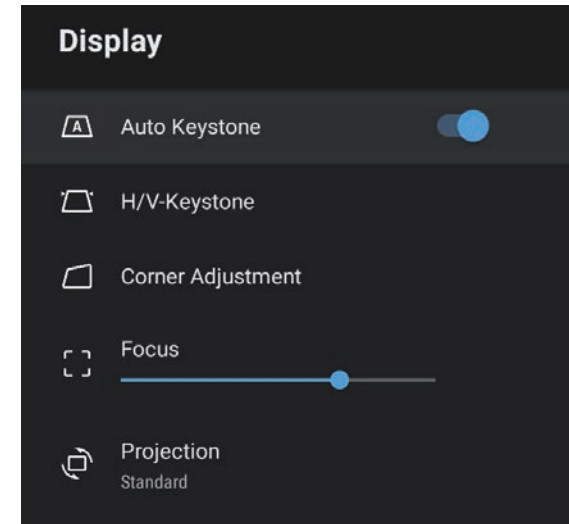 Display
A
Auto Keystone
H/V-Keystone
Corner Adjustment
Focus
Projection
Standard